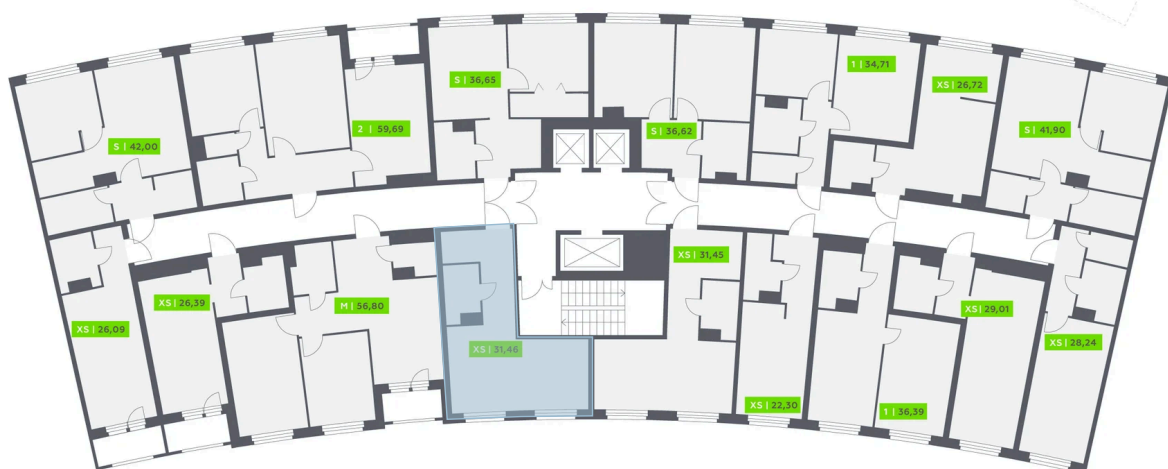 S | 42,00
2 | 59,69
S | 36,65
S | 36,62
1 | 34,71
XS | 26,72
S | 41,90
XS | 26,09
XS | 26,39
M | 56,80
XS | 31,46
XS | 31,45
XS | 22,30
1 | 36,39
XS | 29,01
XS | 28,24